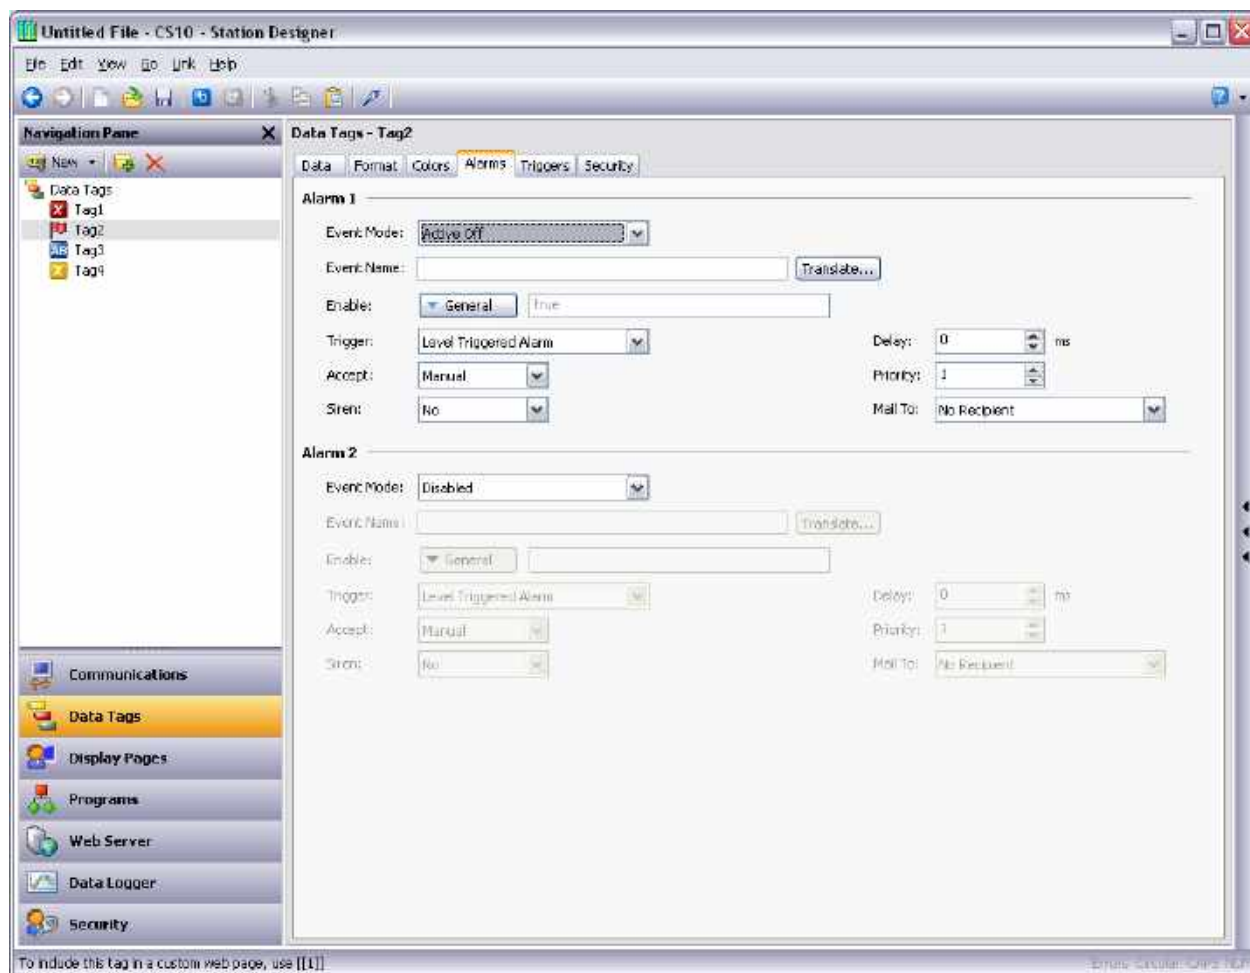 Untitled File - CS10 - Station Designer
File Edit View Go Link Help
Navigation Pane
New
Data Tags
Tag1
Tag2
Tag3
Tag4
Communications
Data Tags
Display Pages
Programs
Web Server
Data Logger
Security
Data Tags - Tag2
Data Format Colors Alarms Triggers Security
Alarm 1
Event Mode: Active Off
Event Name: Translate...
Enable: General True
Trigger: Level Triggered Alarm Delay: 0 ms
Accept: Manual Priority: 1
Siren: No Mail To: No Recipient
Alarm 2
Event Mode: Disabled
Event Name: Translate...
Enable: General
Trigger: Level Triggered Alarm Delay: 0 ms
Accept: Manual Priority: 1
Siren: No Mail To: No Recipient
To include this tag in a custom web page, use [[1]]
Errors Circular